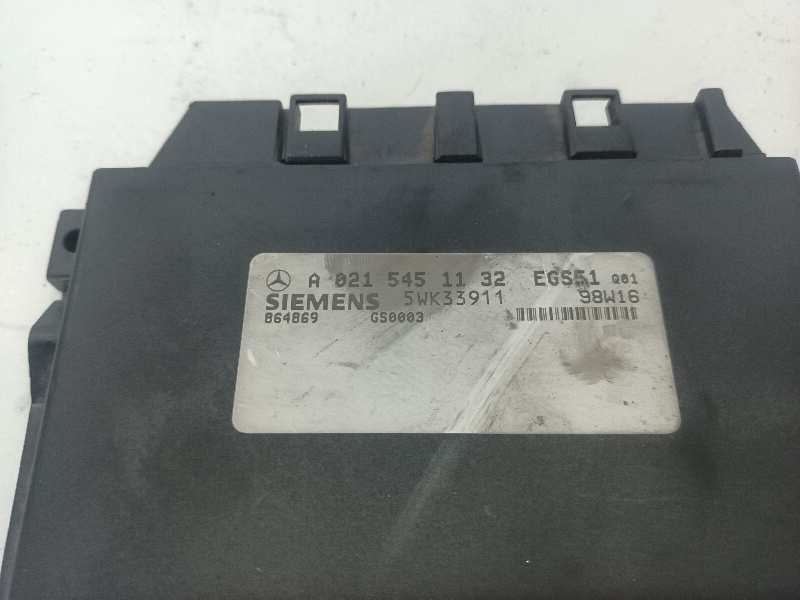 A 021 545 11 32 EGS51 Q01
SIEMENS 5WK33911 98W16
864869 GS0003